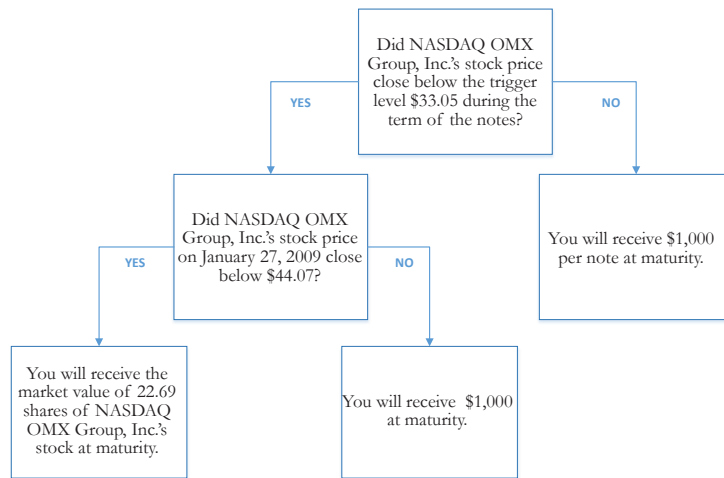 Did NASDAQ OMX
Group, Inc.'s stock price
close below the trigger
level $33.05 during the
term of the notes?
YES
NO
Did NASDAQ OMX
Group, Inc.'s stock price
on January 27, 2009 close
below $44.07?
You will receive $1,000
per note at maturity.
YES
NO
You will receive the
market value of 22.69
shares of NASDAQ
OMX Group, Inc.'s
stock at maturity.
You will receive $1,000
at maturity.